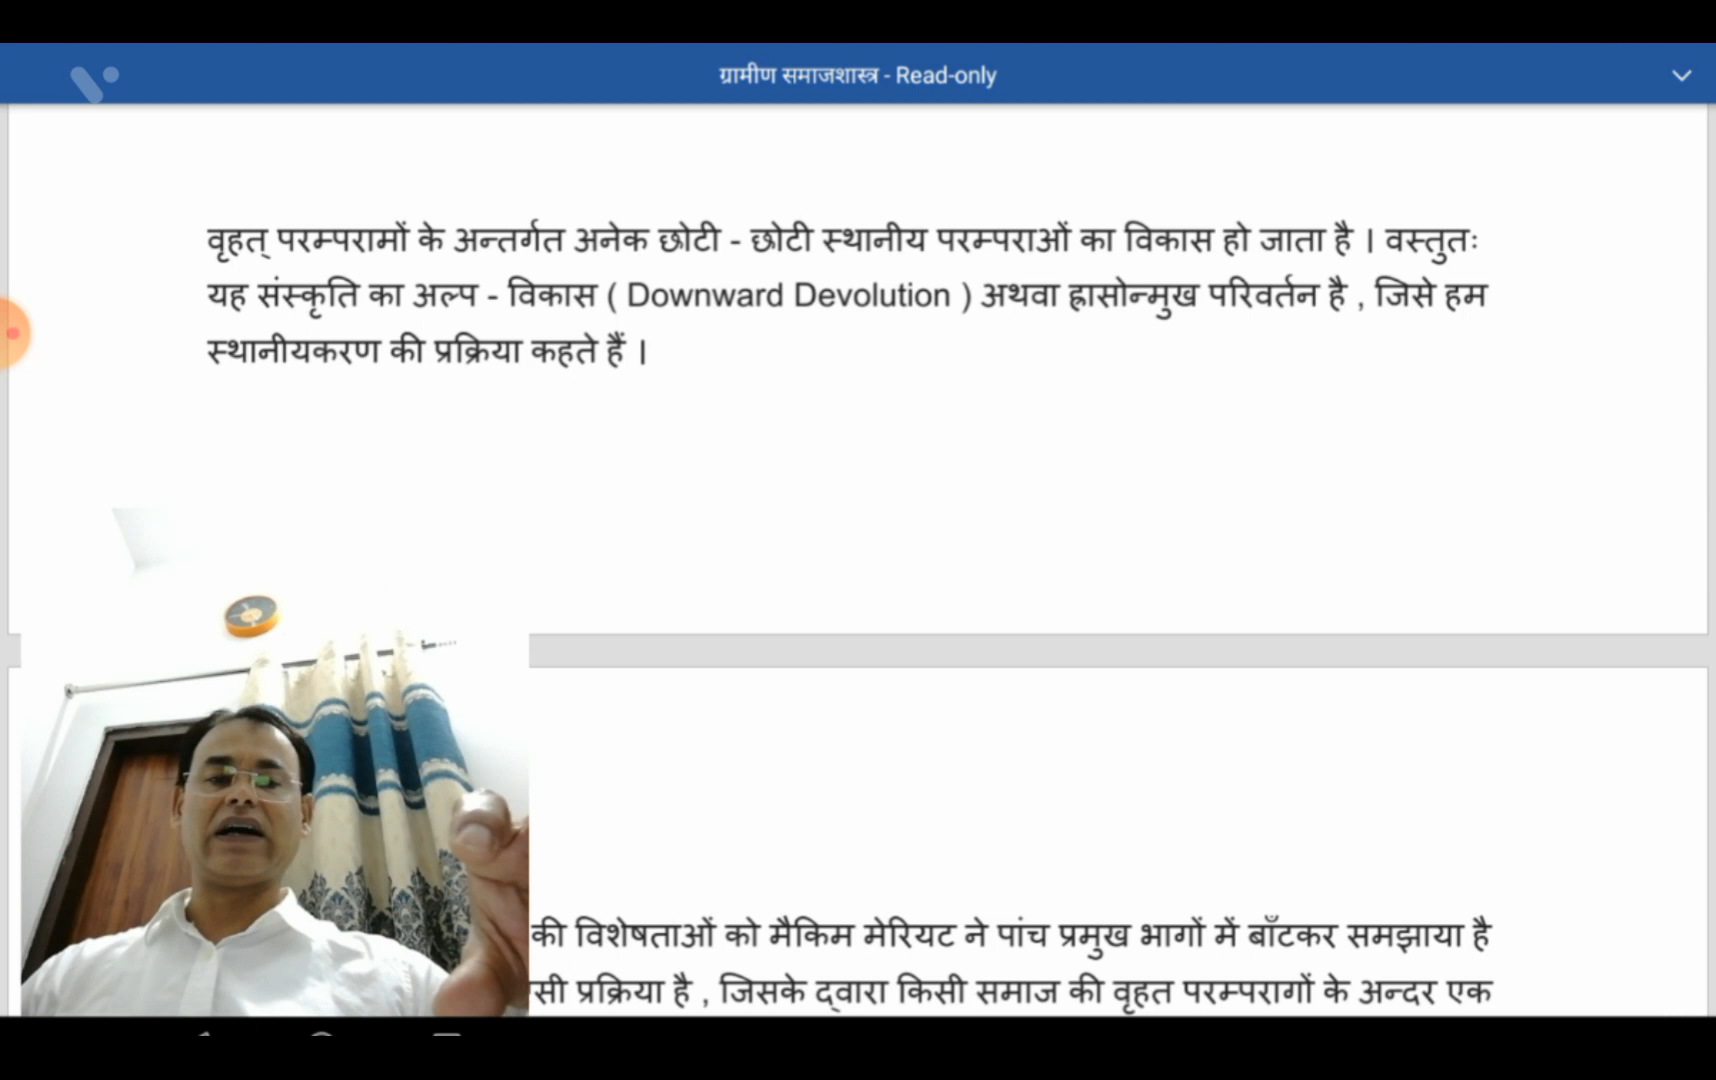 ग्रामीण समाजशास्त्र - Read-only
वृहत् परम्परामों के अन्तर्गत अनेक छोटी - छोटी स्थानीय परम्पराओं का विकास हो जाता है । वस्तुतः
यह संस्कृति का अल्प - विकास ( Downward Devolution ) अथवा ह्रासोन्मुख परिवर्तन है , जिसे हम
स्थानीयकरण की प्रक्रिया कहते हैं ।
की विशेषताओं को मैकिम मेरियट ने पांच प्रमुख भागों में बाँटकर समझाया है
सी प्रक्रिया है , जिसके द्वारा किसी समाज की वृहत परम्परागों के अन्दर एक